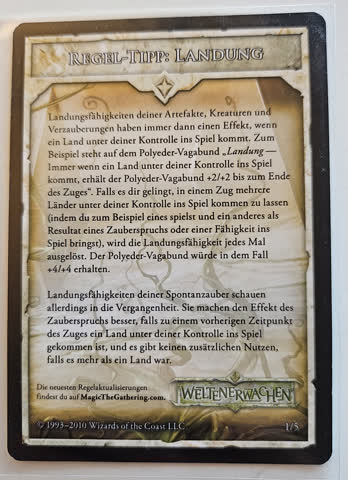 Regel-Tipp: Landung
Landungsfähigkeiten deiner Artefakte, Kreaturen und
Verzauberungen haben immer dann einen Effekt, wenn
ein Land unter deiner Kontrolle ins Spiel kommt. Zum
Beispiel steht auf dem Polyeder-Vagabund „Landung —
Immer wenn ein Land unter deiner Kontrolle ins Spiel
kommt, erhält der Polyeder-Vagabund +2/+2 bis zum Ende
des Zuges“. Falls es dir gelingt, in einem Zug mehrere
Länder unter deiner Kontrolle ins Spiel kommen zu lassen
(indem du zum Beispiel eines spielst und ein anderes als
Resultat eines Zauberspruchs oder einer Fähigkeit ins
Spiel bringst), wird die Landungsfähigkeit jedes Mal
ausgelöst. Der Polyeder-Vagabund würde in dem Fall
+4/+4 erhalten.
Landungsfähigkeiten deiner Spontanzauber schauen
allerdings in die Vergangenheit. Sie machen den Effekt des
Zauberspruchs besser, falls zu einem vorherigen Zeitpunkt
des Zuges ein Land unter deiner Kontrolle ins Spiel
gekommen ist, und es gibt keinen zusätzlichen Nutzen,
falls es mehr als ein Land war.
Die neuesten Regelaktualisierungen
findest du auf MagicTheGathering.com.
Weltenerwachen
© 1993–2010 Wizards of the Coast LLC
1/5